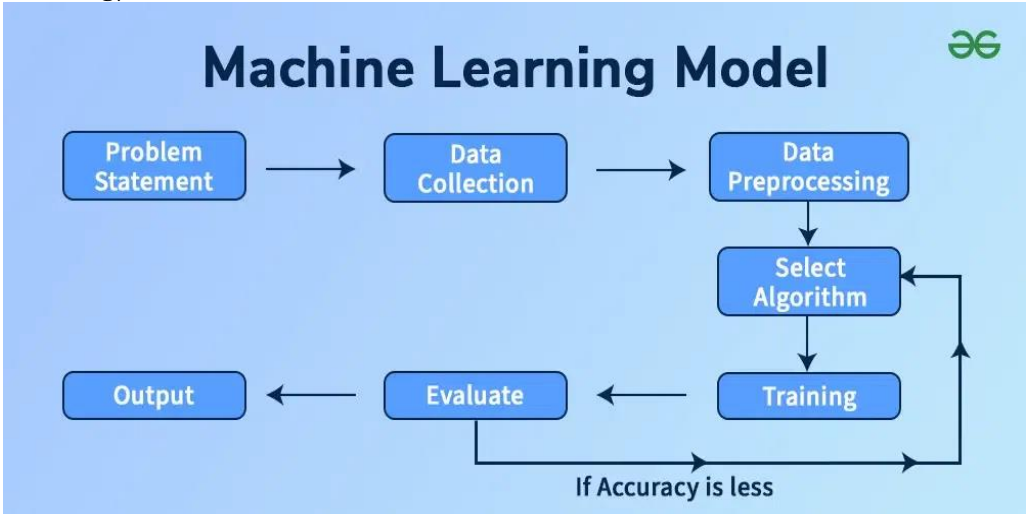 Machine Learning Model
Problem
Statement
Data
Collection
Data
Preprocessing
Select
Algorithm
Output
Evaluate
Training
If Accuracy is less